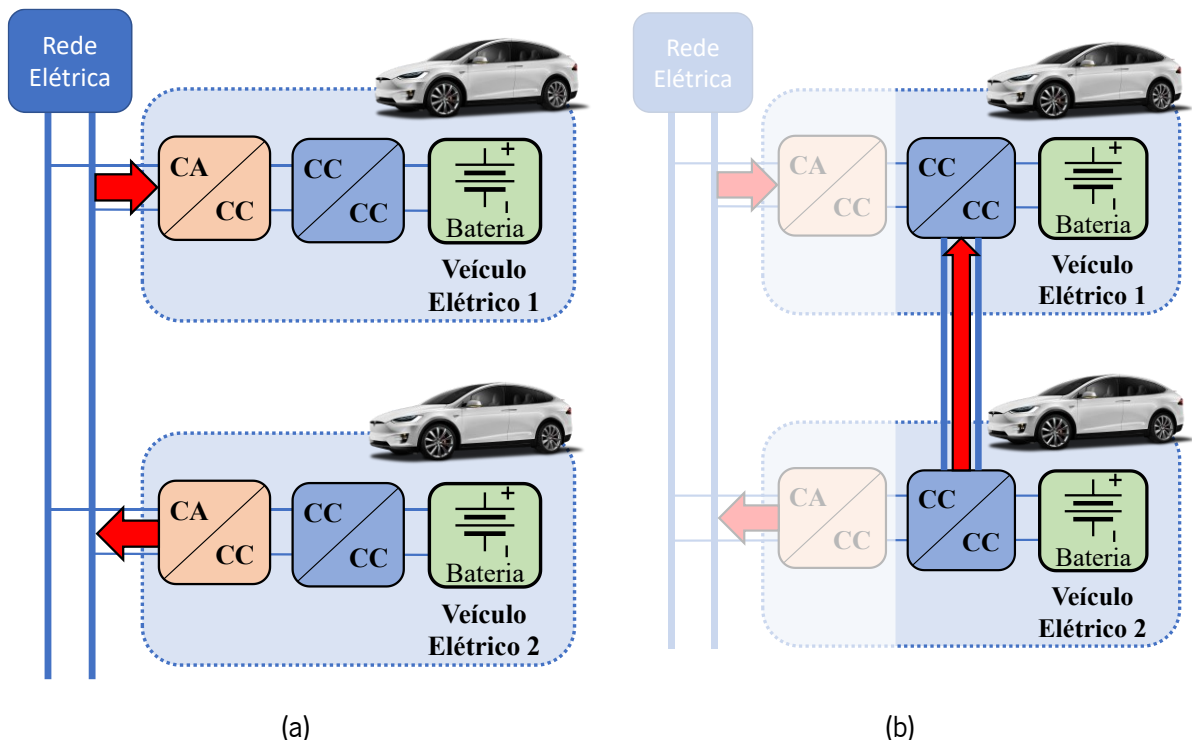 Rede
Elétrica
CA
CC
CC
CC
+
-
Bateria
Veículo
Elétrico 1
CA
CC
CC
CC
+
-
Bateria
Veículo
Elétrico 2
(a)
Rede
Elétrica
CA
CC
CC
CC
+
-
Bateria
Veículo
Elétrico 1
CA
CC
CC
CC
+
-
Bateria
Veículo
Elétrico 2
(b)